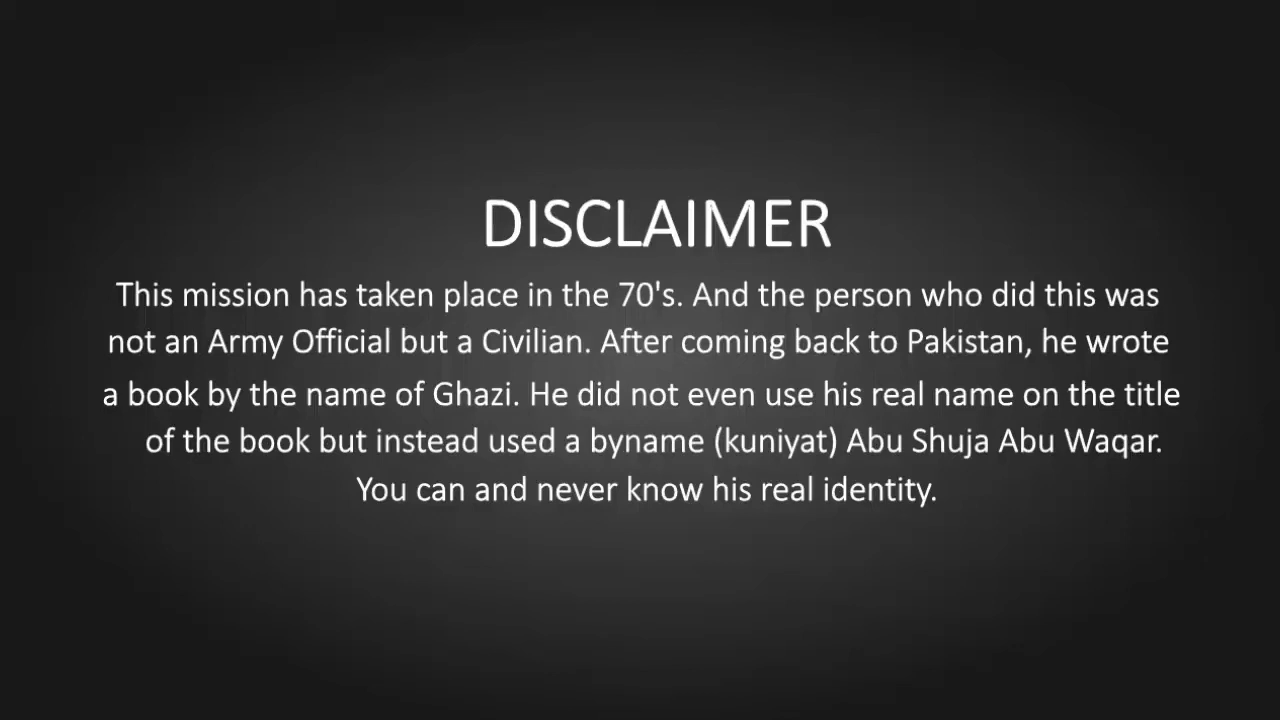 DISCLAIMER
This mission has taken place in the 70's. And the person who did this was
not an Army Official but a Civilian. After coming back to Pakistan, he wrote
a book by the name of Ghazi. He did not even use his real name on the title
of the book but instead used a byname (kuniyat) Abu Shuja Abu Waqar.
You can and never know his real identity.